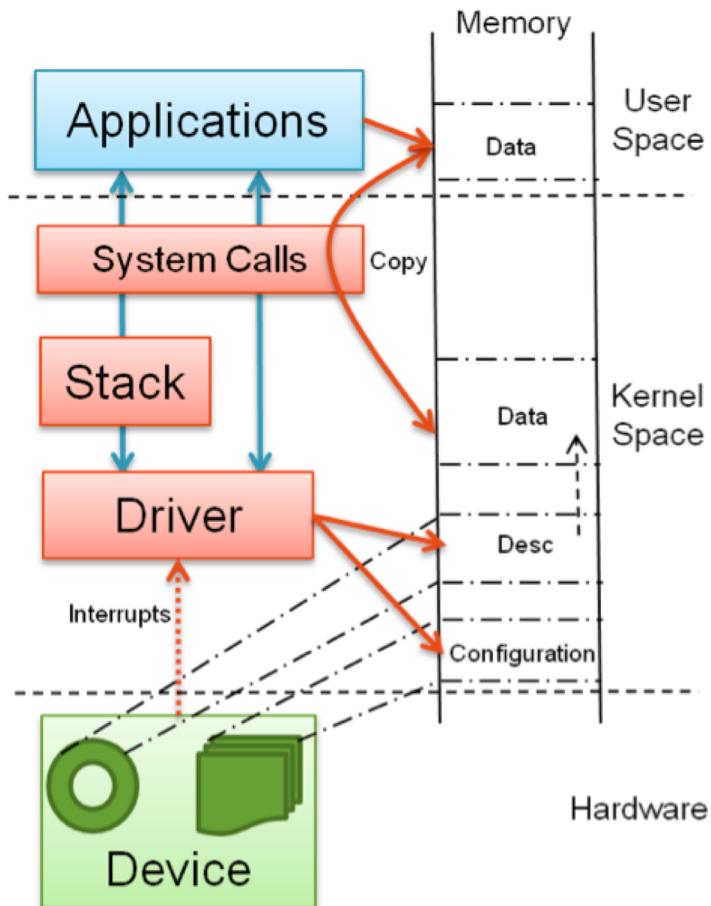 Memory
Applications
User
Space
Data
System Calls
Copy
Stack
Data
Kernel
Space
Driver
Desc
Interrupts
Configuration
Device
Hardware